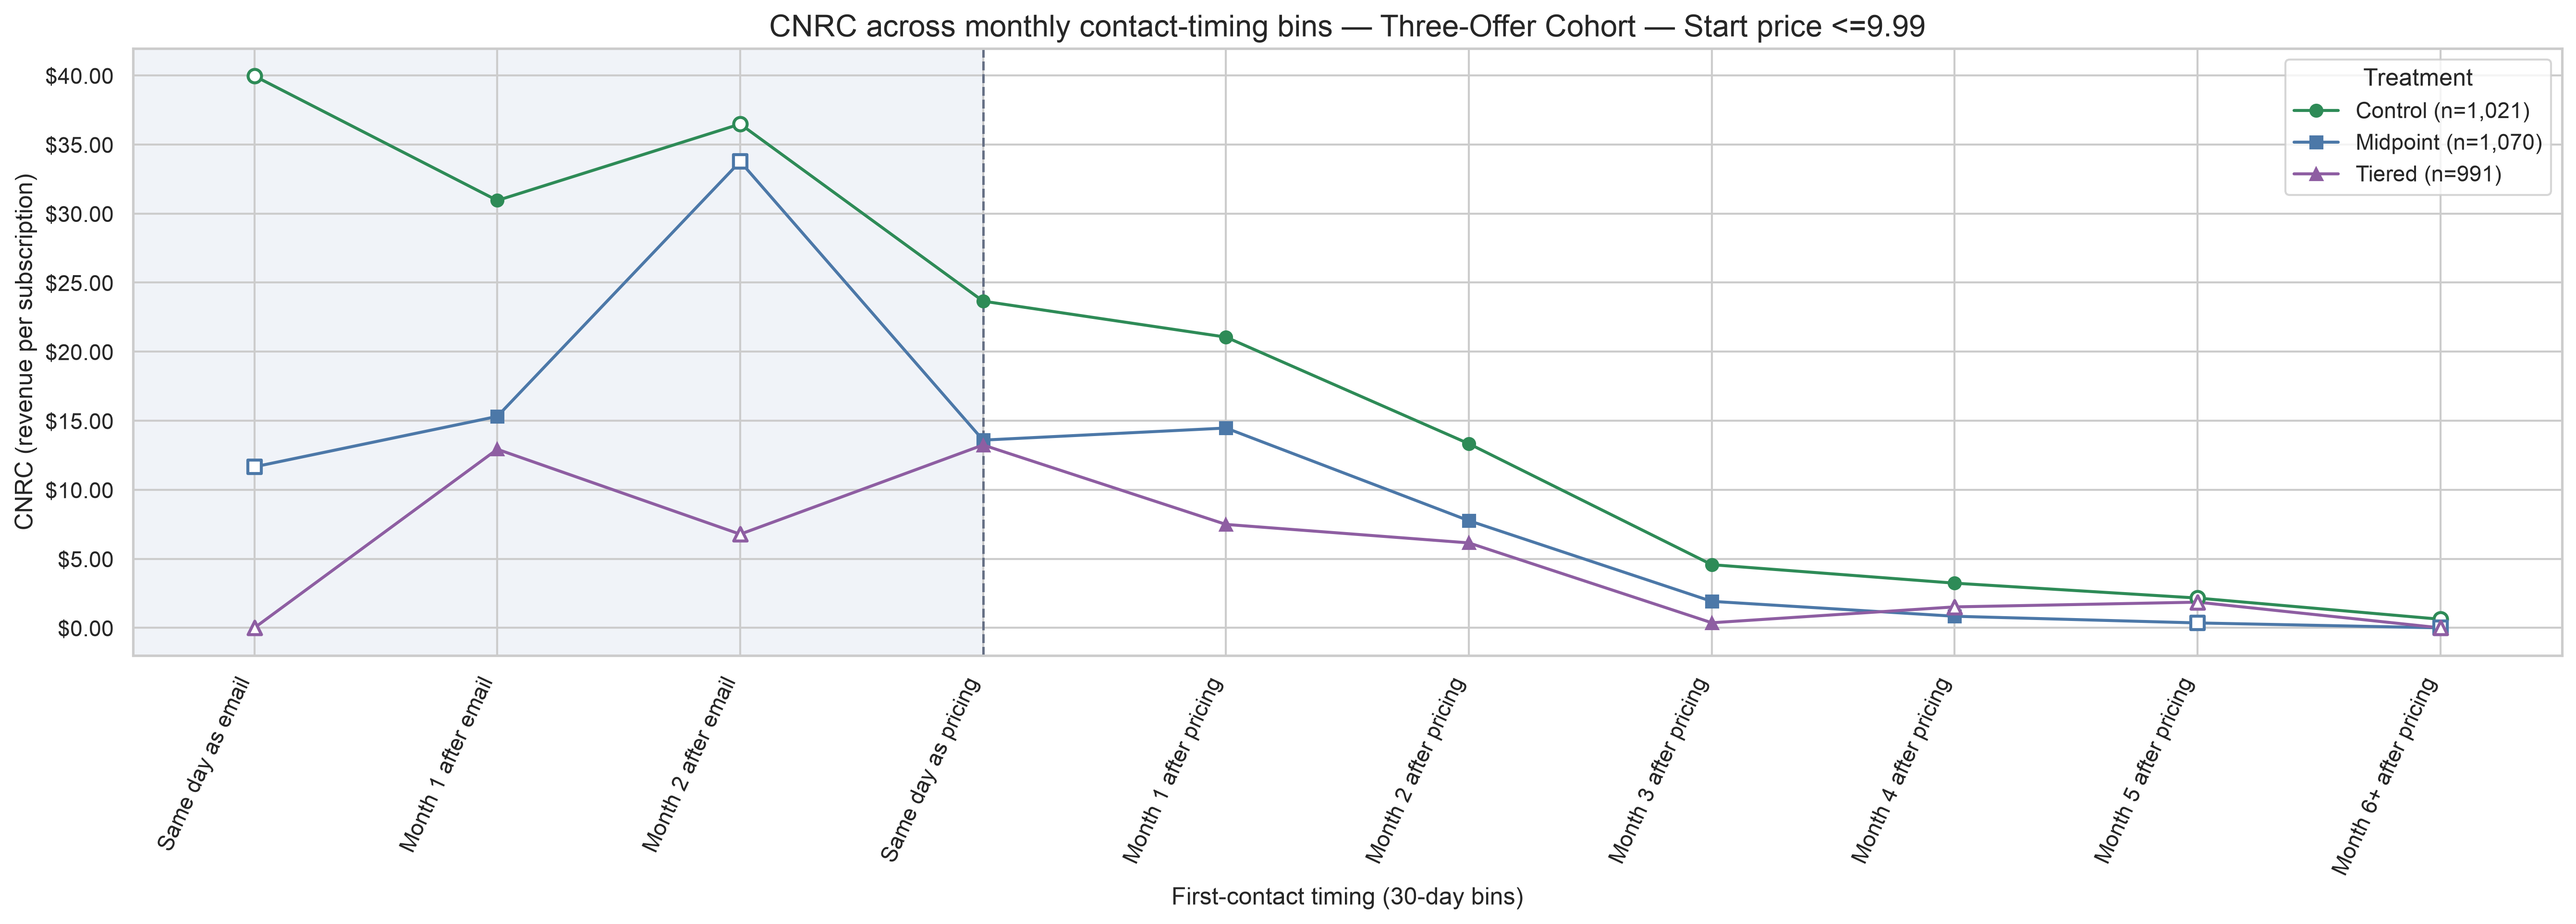 CNRC across monthly contact-timing bins — Three-Offer Cohort — Start price <=9.99
CNRC (revenue per subscription)
$40.00
$35.00
$30.00
$25.00
$20.00
$15.00
$10.00
$5.00
$0.00
Treatment
Control (n=1,021)
Midpoint (n=1,070)
Tiered (n=991)
Same day as email
Month 1 after email
Month 2 after email
Same day as pricing
Month 1 after pricing
Month 2 after pricing
Month 3 after pricing
Month 4 after pricing
Month 5 after pricing
Month 6+ after pricing
First-contact timing (30-day bins)